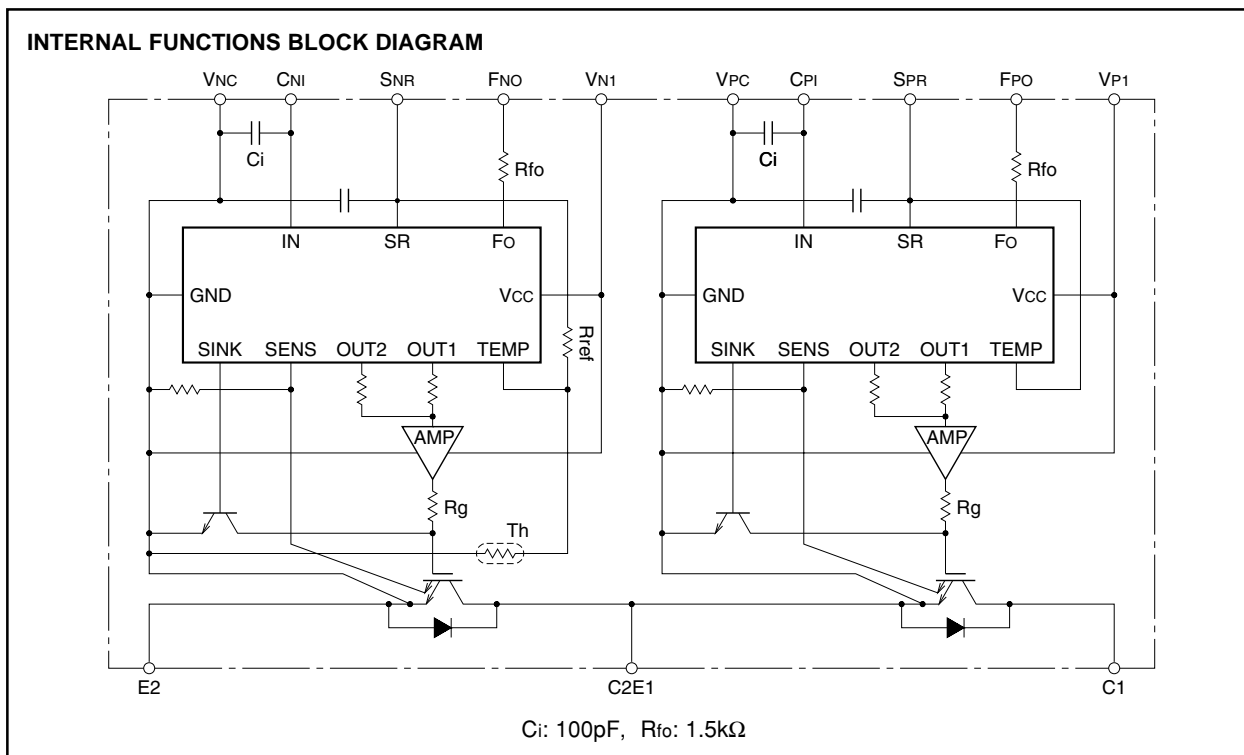 INTERNAL FUNCTIONS BLOCK DIAGRAM
VNC CNI SNR FNO VN1 VPC CPI SPR FPO VP1
Ci Rfo Ci Rfo
IN SR FO IN SR FO
GND VCC GND VCC
Rref
SINK SENS OUT2 OUT1 TEMP SINK SENS OUT2 OUT1 TEMP
AMP AMP
Rg Rg
Th
E2 C2E1 C1
Ci: 100pF, Rfo: 1.5kΩ